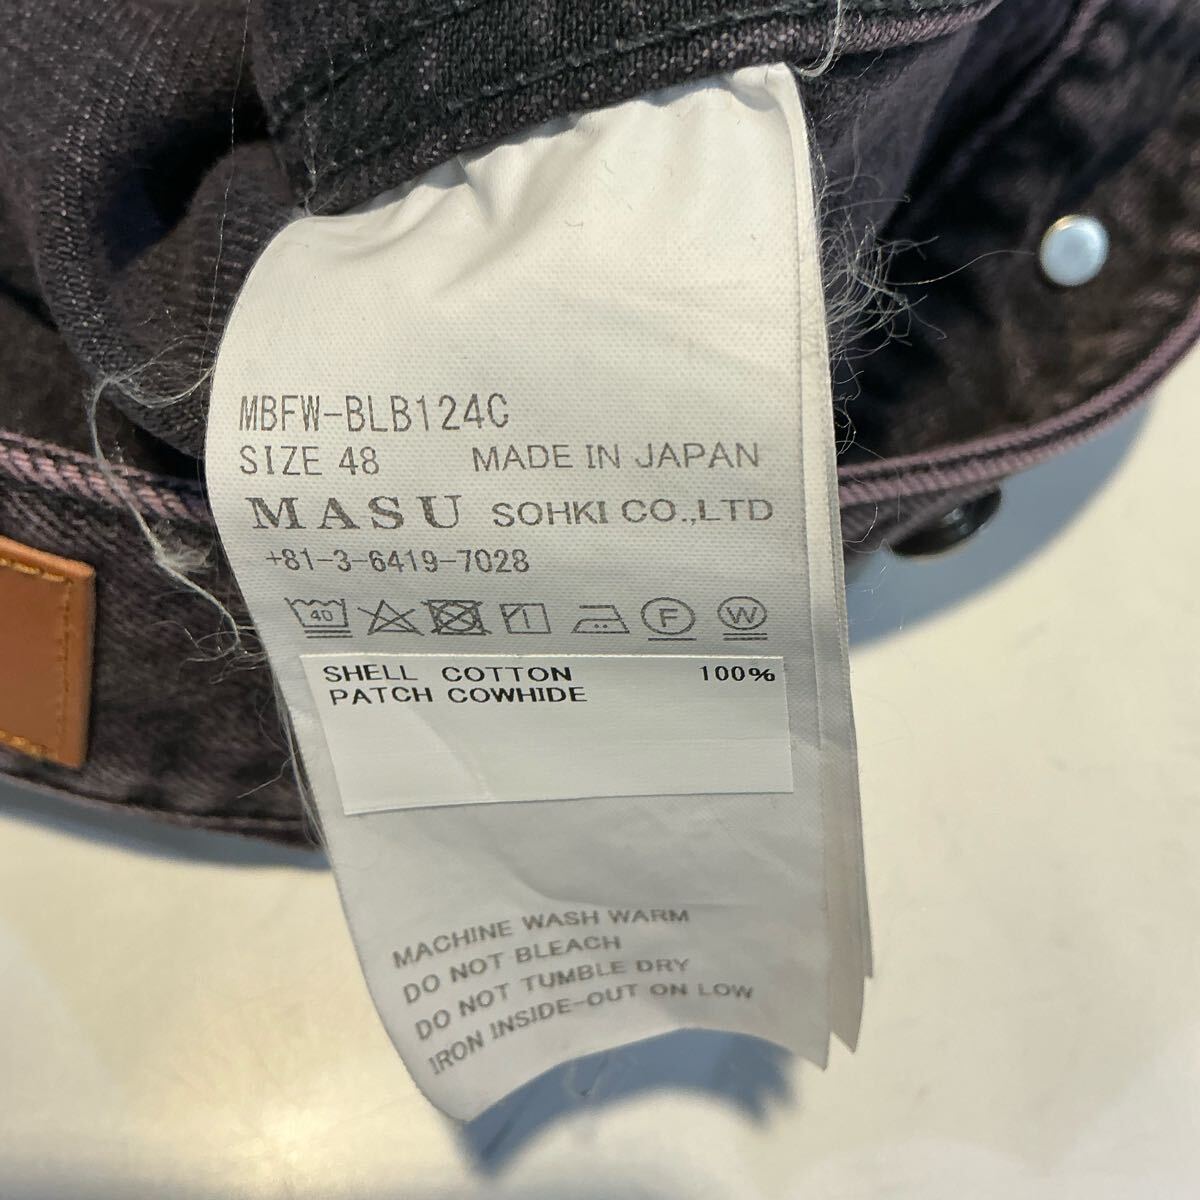 MBFW-BLB124C
SIZE 48 MADE IN JAPAN
MASU SOHKI CO.,LTD
+81-3-6419-7028
40 F W
SHELL COTTON 100%
PATCH COWHIDE
MACHINE WASH WARM
DO NOT BLEACH
DO NOT TUMBLE DRY
IRON INSIDE-OUT ON LOW